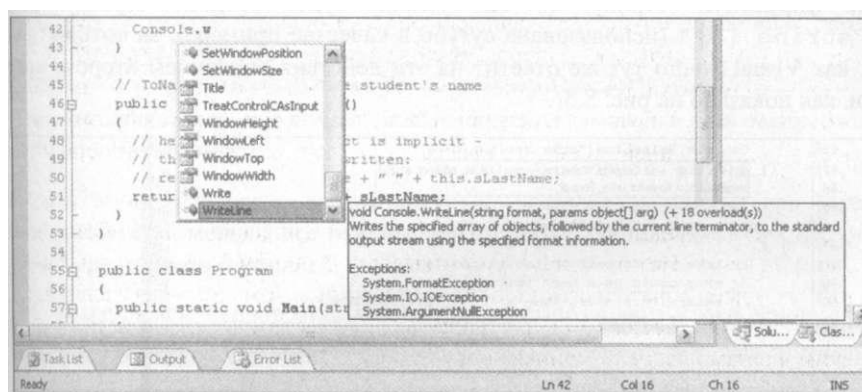 42 Console.w
43 }
44
45 // ToNa e student's name
46 public ()
47
48 // ha ct is implicit -
49 // th written:
50 // re e + " " + this.sLastName;
51 retur + sLastName;
52 }
53 }
54
55 public class Program
56 {
57 public static void Main(str
SetWindowPosition
SetWindowSize
Title
TreatControlCAsInput
WindowHeight
WindowLeft
WindowTop
WindowWidth
Write
WriteLine
void Console.WriteLine(string format, params object[] arg) (+ 18 overload(s))
Writes the specified array of objects, followed by the current line terminator, to the standard
output stream using the specified format information.
Exceptions:
System.FormatException
System.IO.IOException
System.ArgumentNullException
Solu... Clas...
Task List Output Error List
Ready Ln 42 Col 16 Ch 16 INS